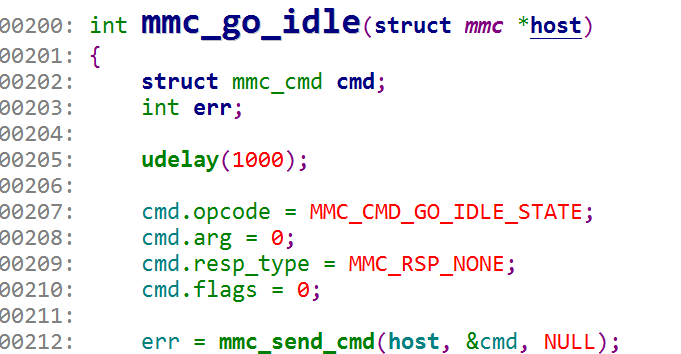 00200: int mmc_go_idle(struct mmc *host)
00201: {
00202:     struct mmc_cmd cmd;
00203:     int err;
00204:
00205:     udelay(1000);
00206:
00207:     cmd.opcode = MMC_CMD_GO_IDLE_STATE;
00208:     cmd.arg = 0;
00209:     cmd.resp_type = MMC_RSP_NONE;
00210:     cmd.flags = 0;
00211:
00212:     err = mmc_send_cmd(host, &cmd, NULL);